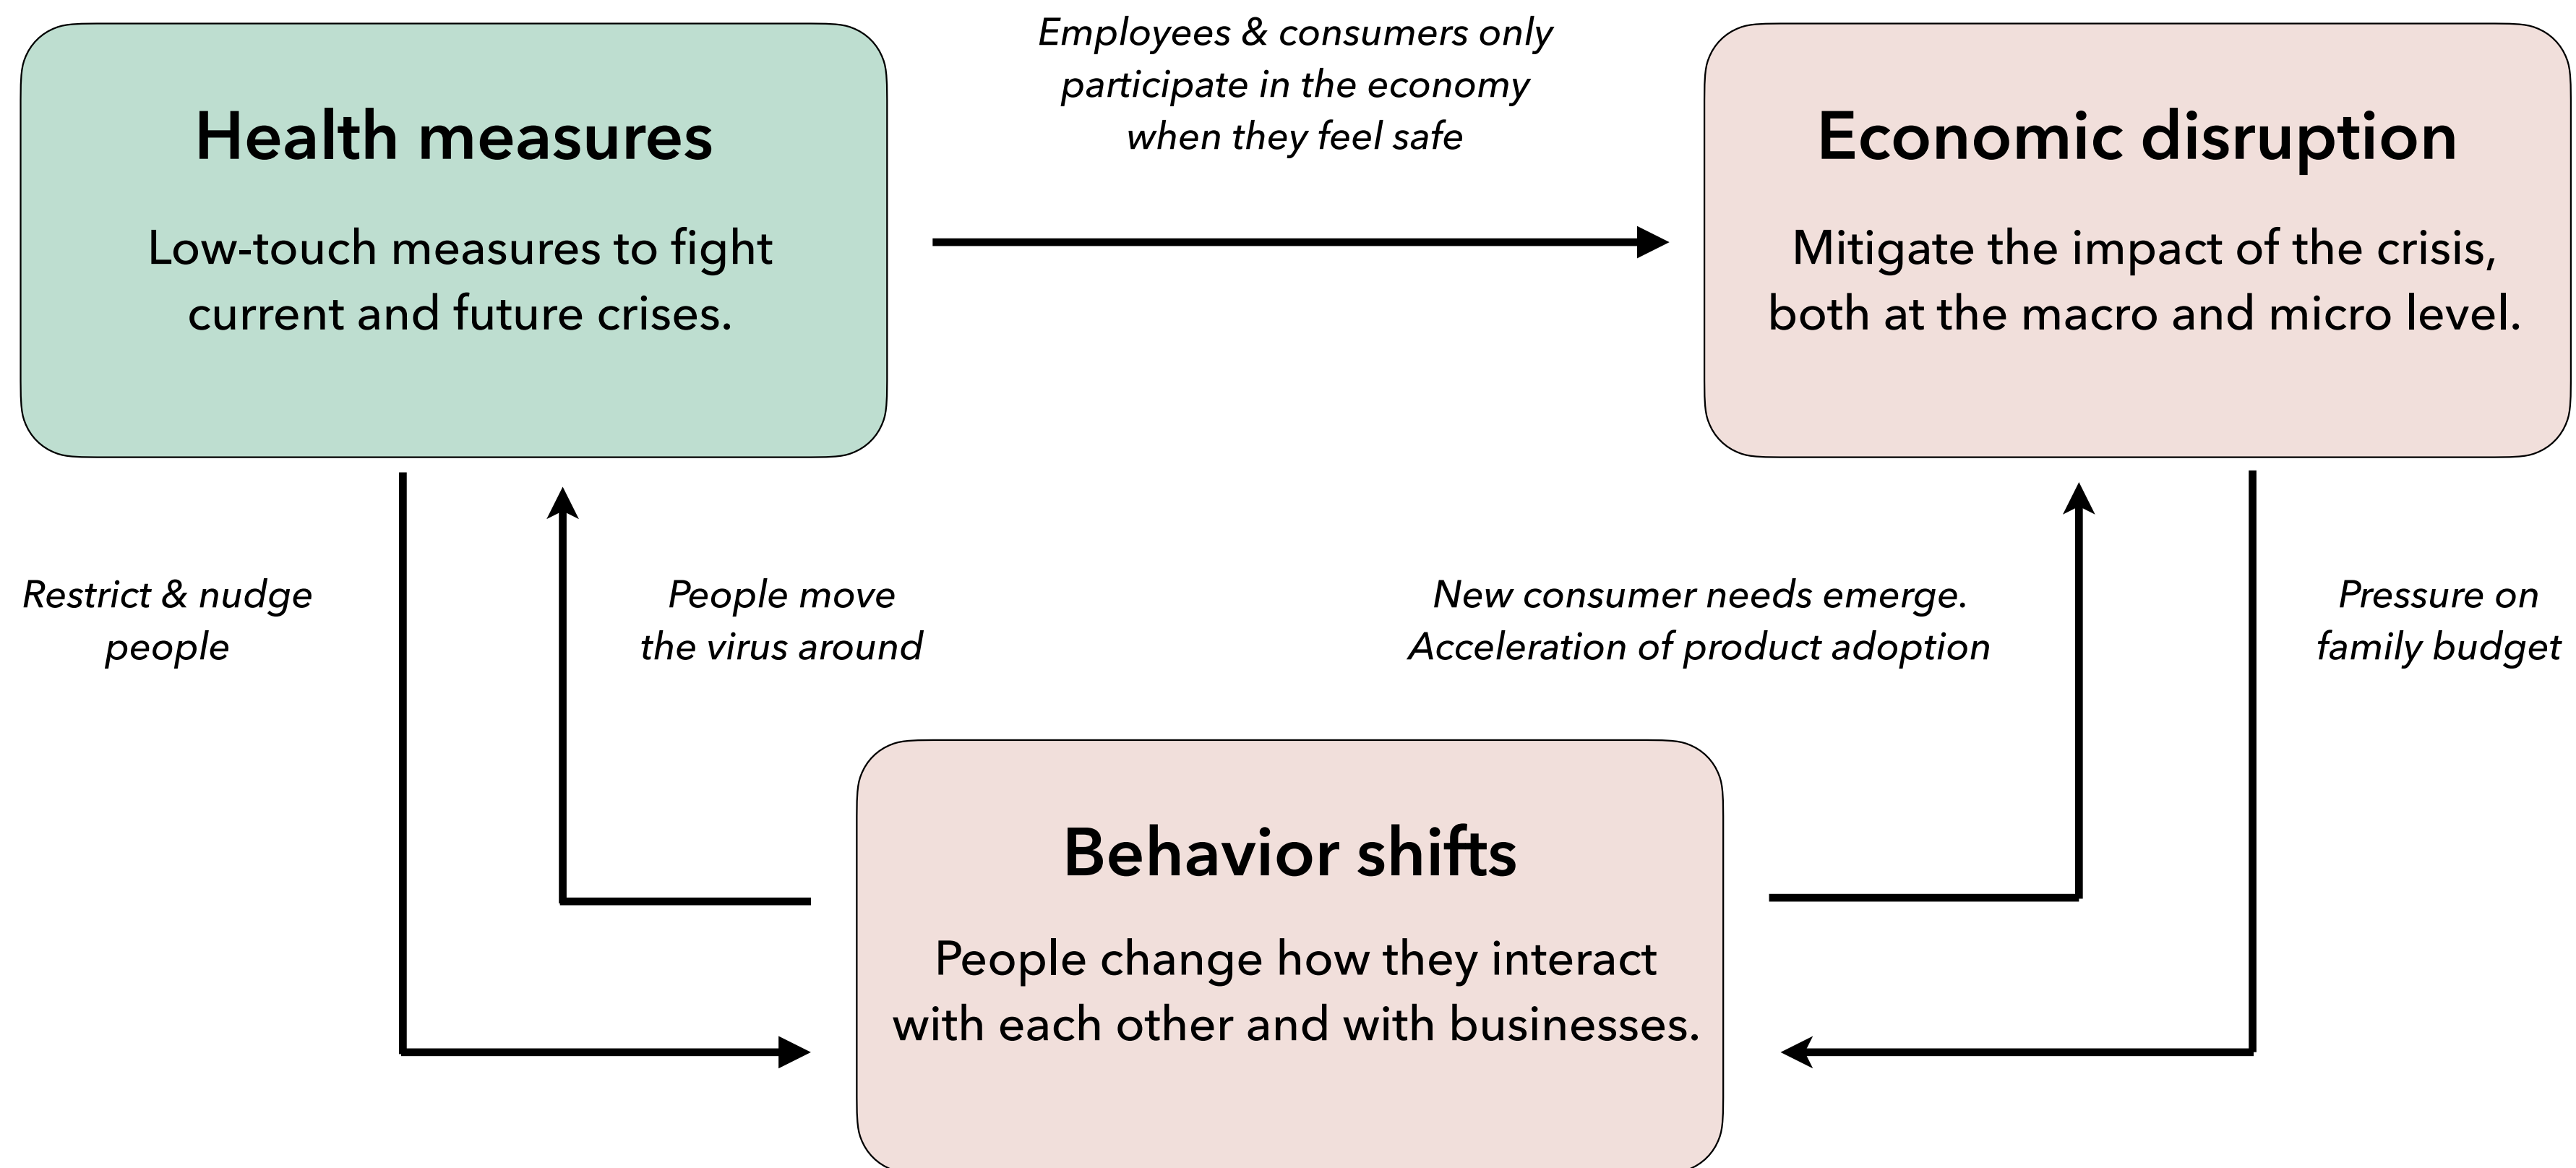 Employees & consumers only
participate in the economy
when they feel safe
Health measures
Low-touch measures to fight
current and future crises.
Economic disruption
Mitigate the impact of the crisis,
both at the macro and micro level.
Restrict & nudge
people
People move
the virus around
New consumer needs emerge.
Acceleration of product adoption
Pressure on
family budget
Behavior shifts
People change how they interact
with each other and with businesses.